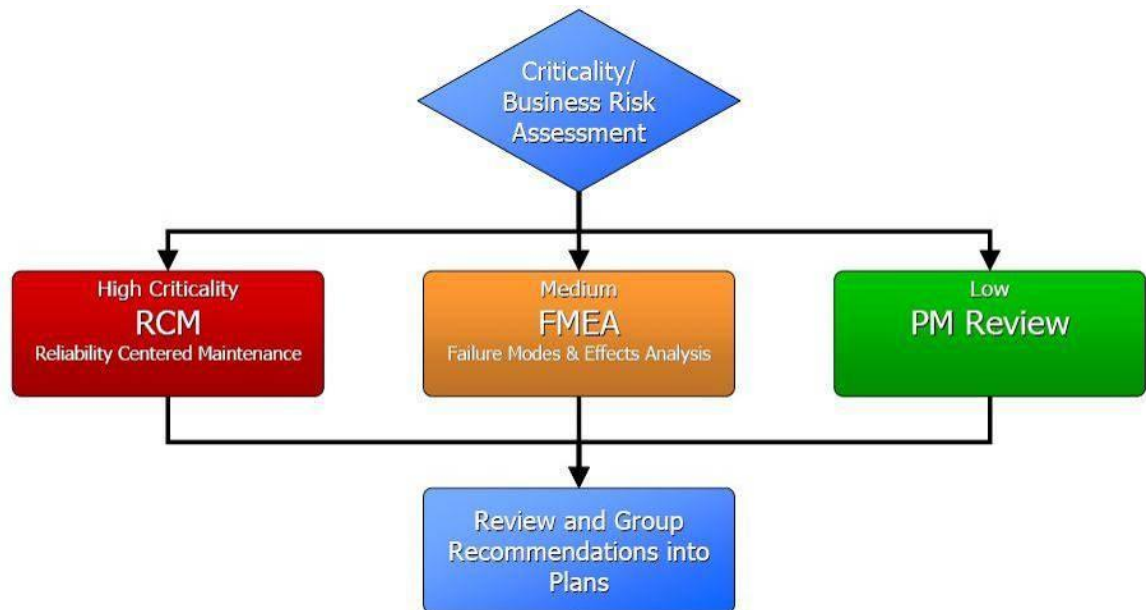 Criticality/
Business Risk
Assessment
High Criticality
RCM
Reliability Centered Maintenance
Medium
FMEA
Failure Modes & Effects Analysis
Low
PM Review
Review and Group
Recommendations into
Plans